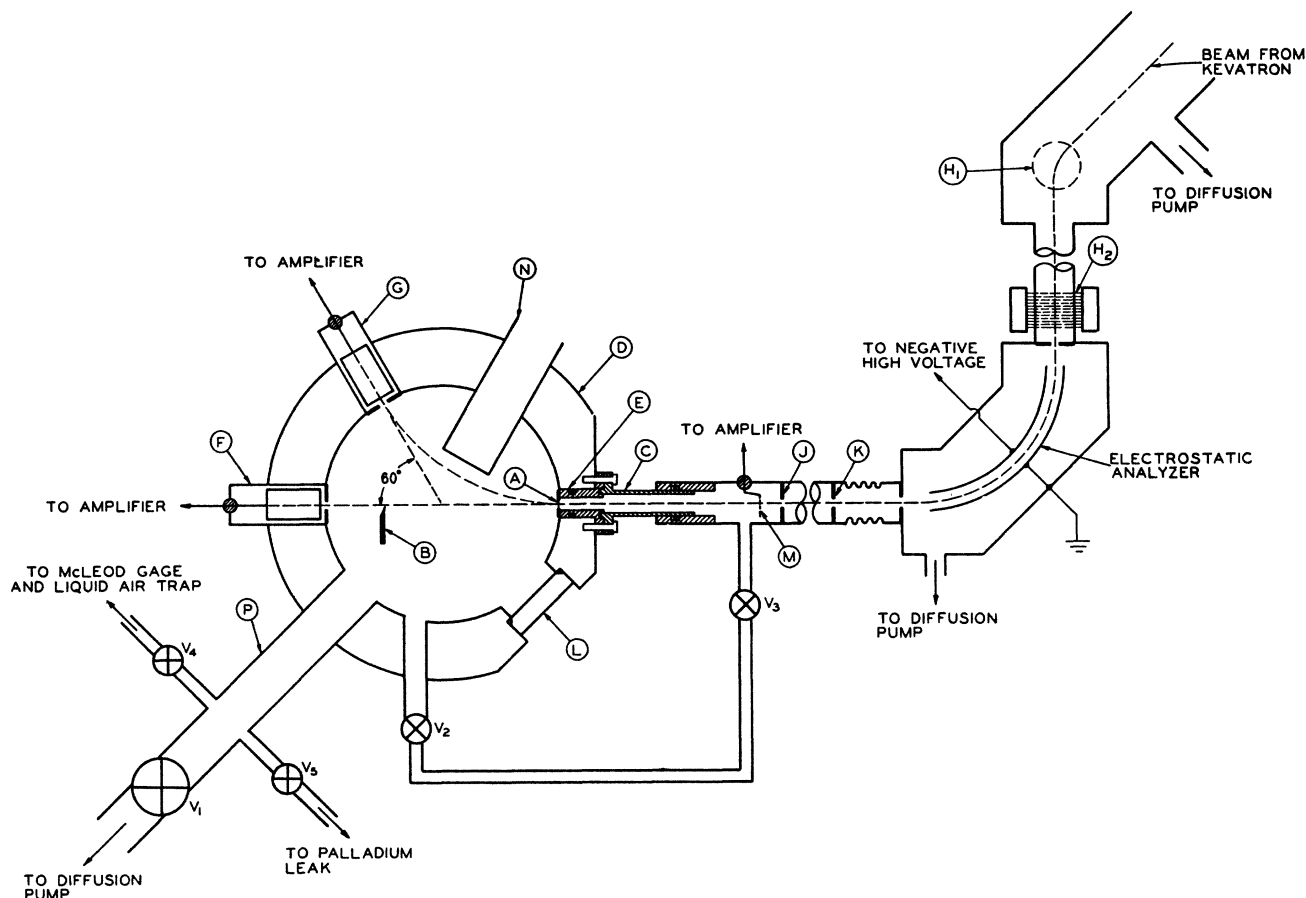 BEAM FROM
KEVATRON
H₁
TO DIFFUSION
PUMP
H₂
TO AMPLIFIER
N
G
D
TO NEGATIVE
HIGH VOLTAGE
E
TO AMPLIFIER
C
J
K
ELECTROSTATIC
ANALYZER
F
60°
A
TO AMPLIFIER
B
M
TO McLEOD GAGE
AND LIQUID AIR TRAP
P
V₃
TO DIFFUSION
PUMP
L
V₄
V₂
V₅
V₁
TO PALLADIUM
LEAK
TO DIFFUSION
PUMP